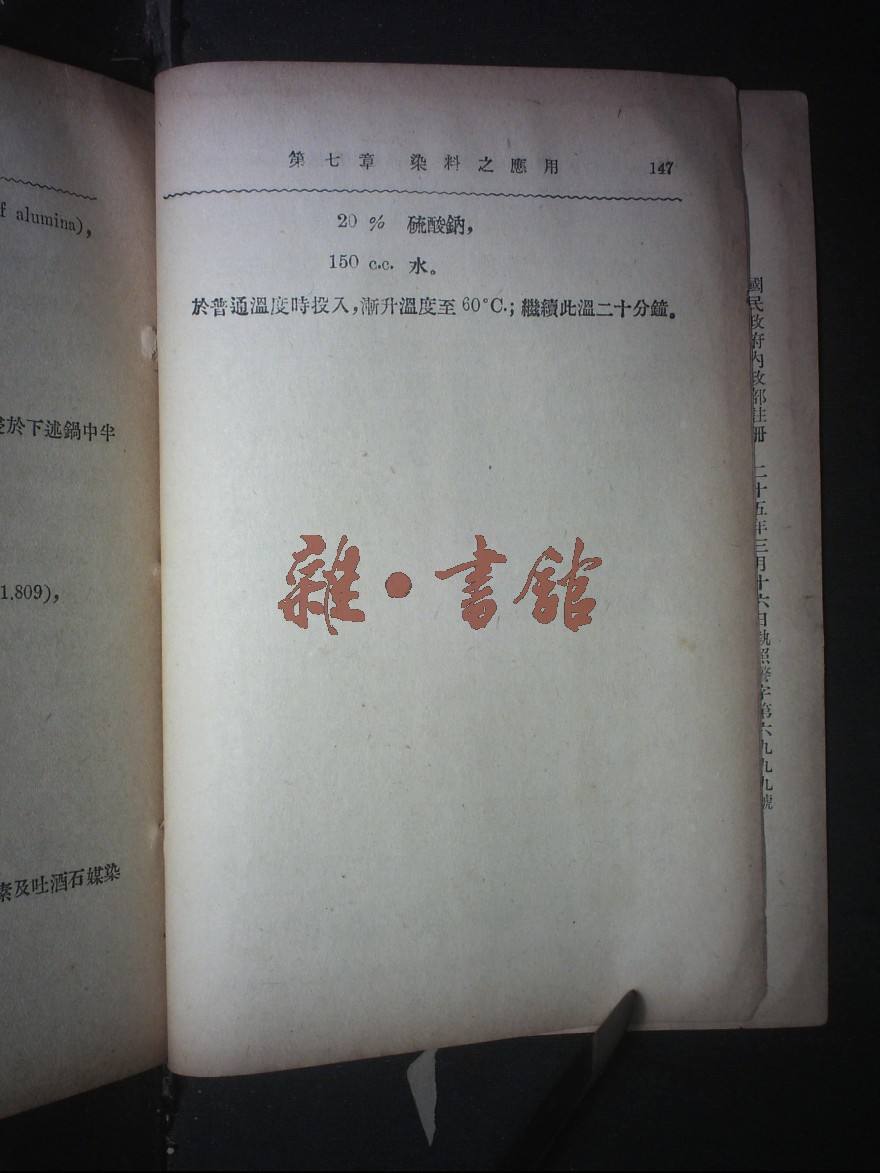 f alumina),
於下述鍋中半
1.809),
素及吐酒石媒染
第七章 染料之應用 147
20 % 硫酸鈉，
150 c.c. 水。
於普通溫度時投入，漸升溫度至 60°C.；繼續此溫二十分鐘。
雜•書館
國民政府內政部註冊 二十五年三月十六日執照警字第六九九九號